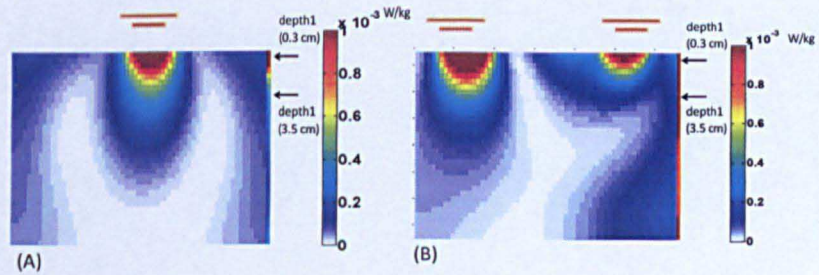 depth1
(0.3 cm)
depth1
(3.5 cm)
x 10⁻³ W/kg
1
0.8
0.6
0.4
0.2
0
(A)
depth1
(0.3 cm)
depth1
(3.5 cm)
x 10⁻³ W/kg
1
0.8
0.6
0.4
0.2
0
(B)